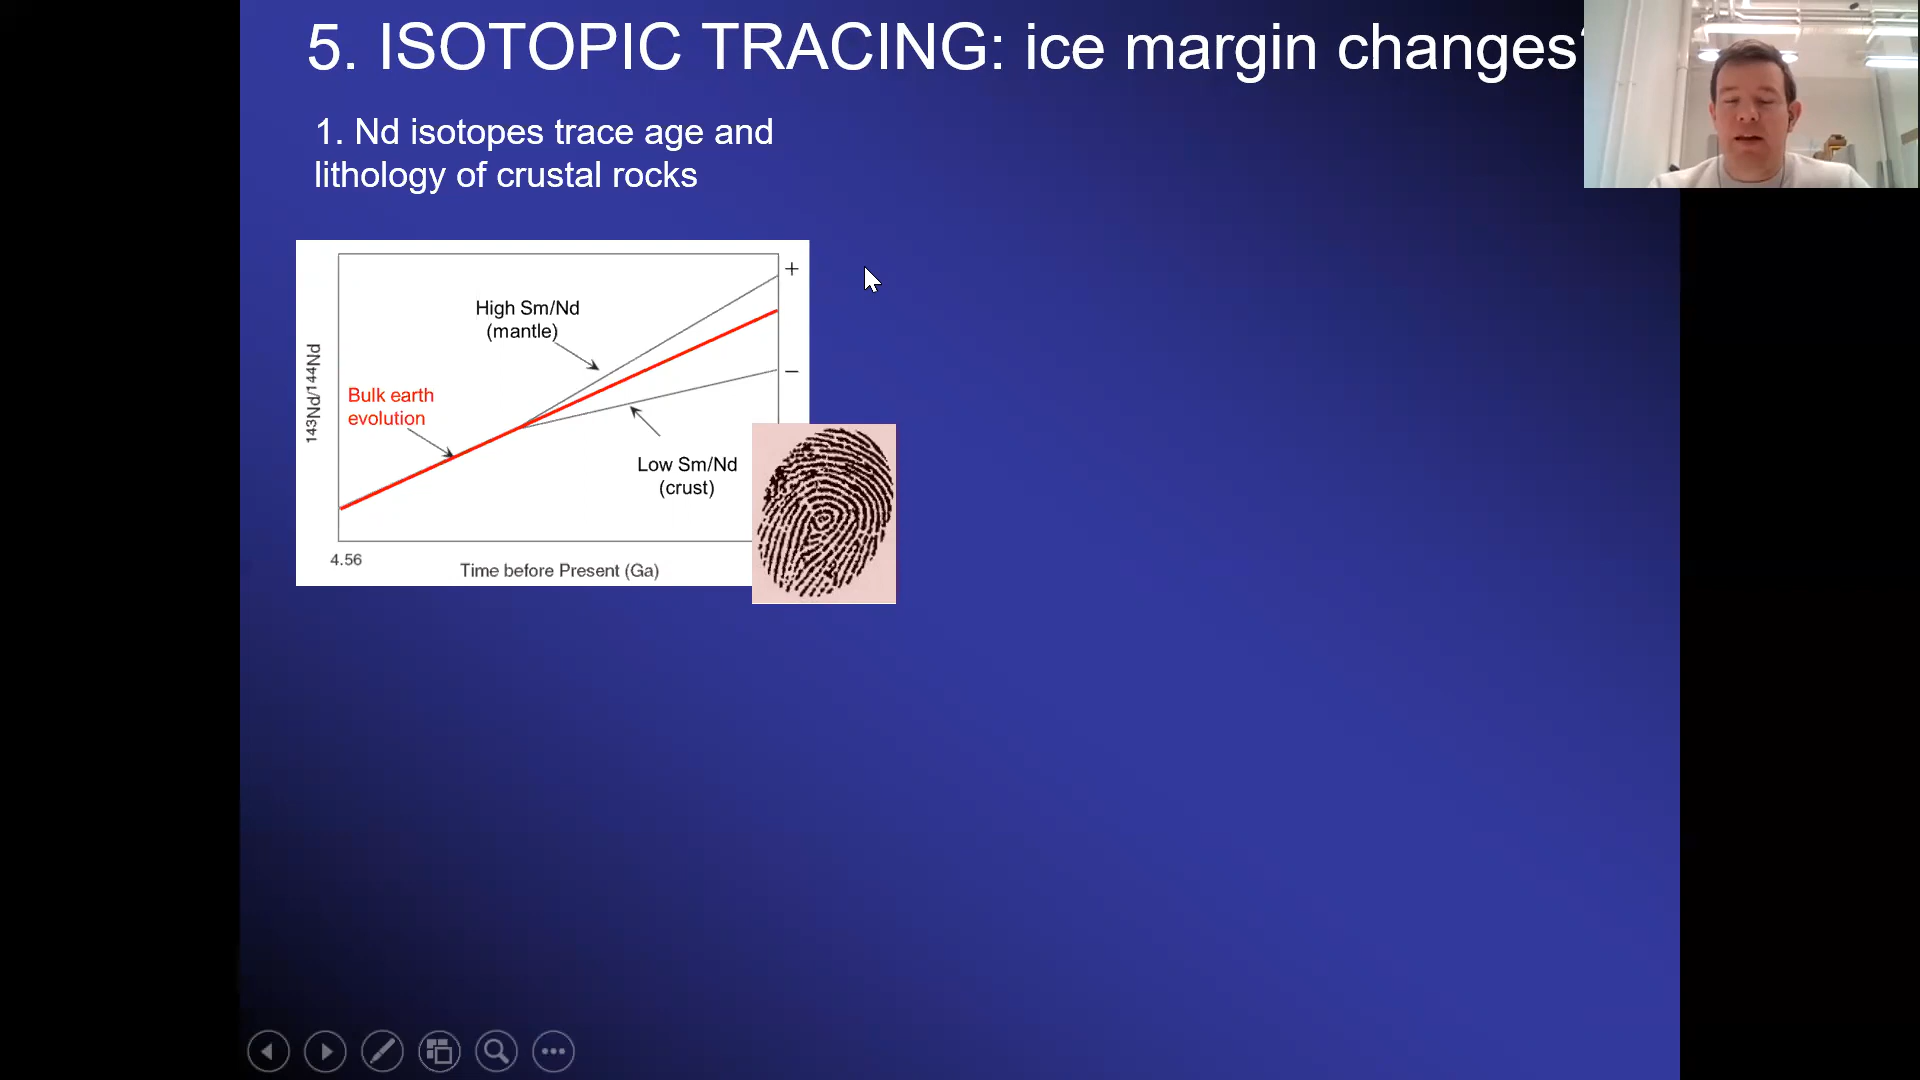 5. ISOTOPIC TRACING: ice margin changes
1. Nd isotopes trace age and
lithology of crustal rocks
+
High Sm/Nd
(mantle)
−
143Nd/144Nd
Bulk earth
evolution
Low Sm/Nd
(crust)
4.56
Time before Present (Ga)